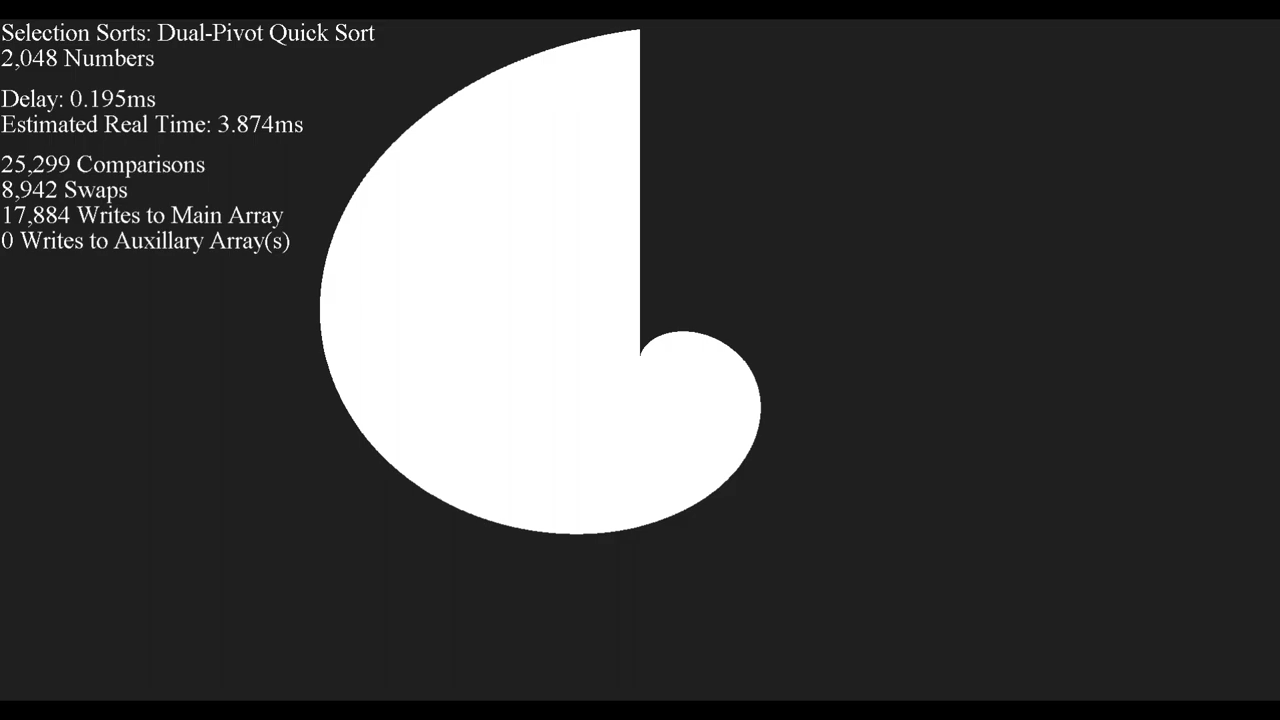 Selection Sorts: Dual-Pivot Quick Sort
2,048 Numbers
Delay: 0.195ms
Estimated Real Time: 3.874ms
25,299 Comparisons
8,942 Swaps
17,884 Writes to Main Array
0 Writes to Auxillary Array(s)